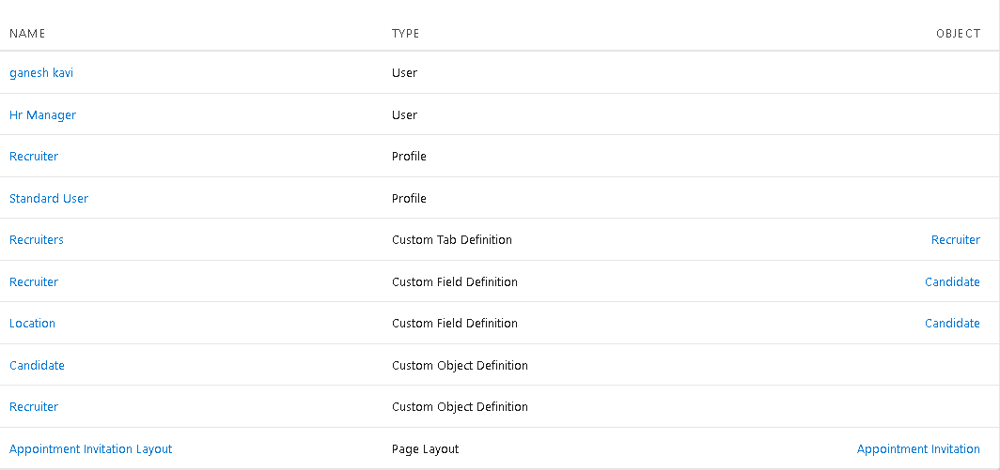 NAME TYPE OBJECT
ganesh kavi User
Hr Manager User
Recruiter Profile
Standard User Profile
Recruiters Custom Tab Definition Recruiter
Recruiter Custom Field Definition Candidate
Location Custom Field Definition Candidate
Candidate Custom Object Definition
Recruiter Custom Object Definition
Appointment Invitation Layout Page Layout Appointment Invitation